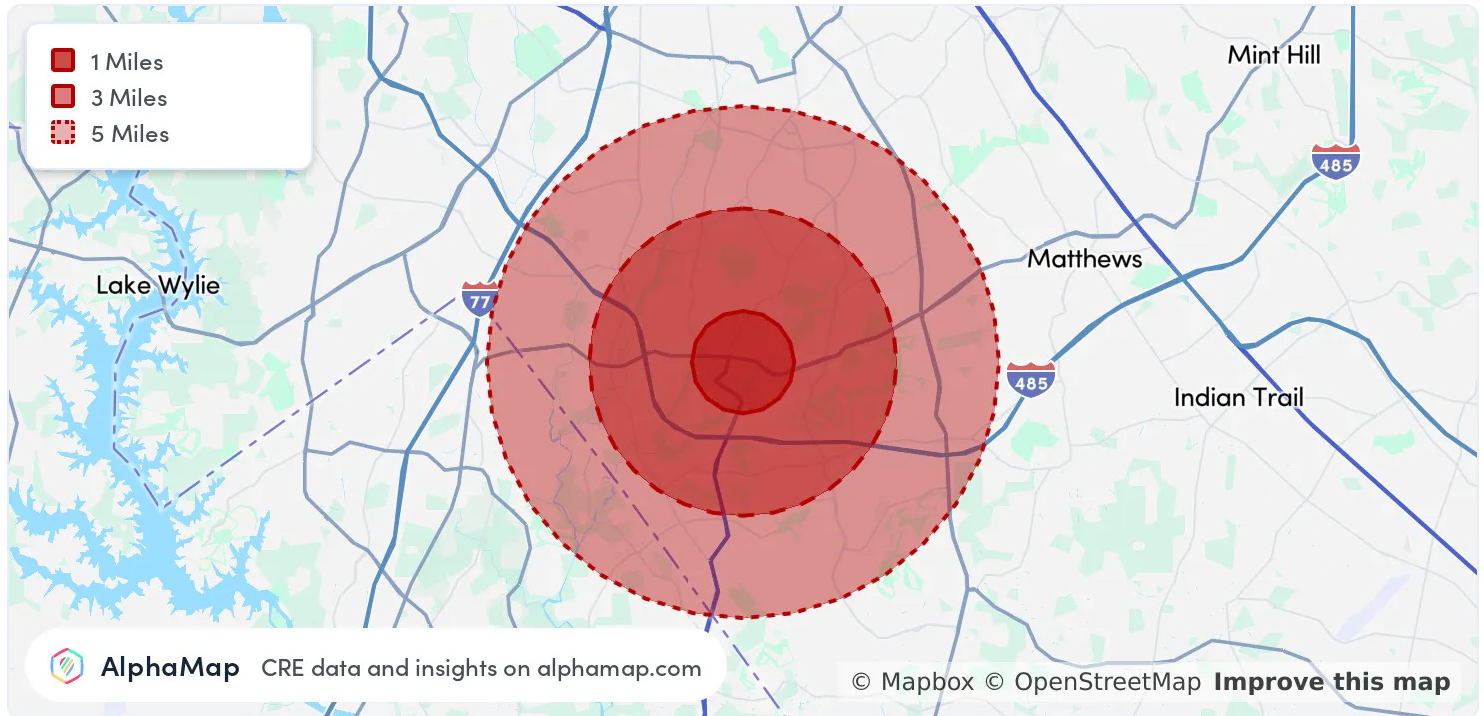 1 Miles
3 Miles
5 Miles
Mint Hill
485
Matthews
Lake Wylie
77
485
Indian Trail
AlphaMap CRE data and insights on alphamap.com
© Mapbox © OpenStreetMap Improve this map